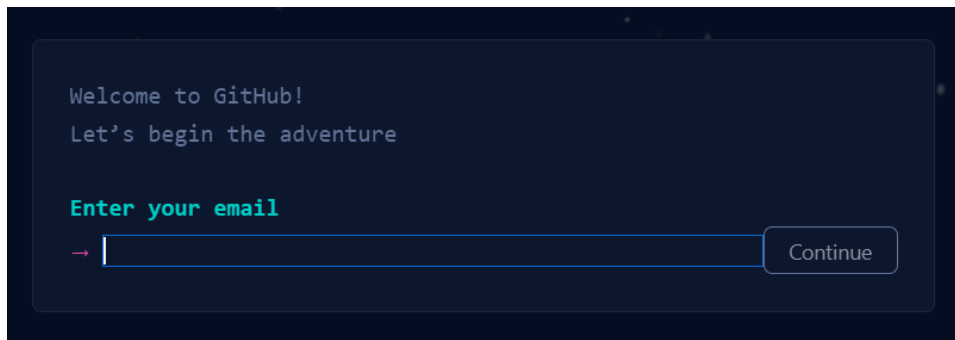 Welcome to GitHub!
Let’s begin the adventure
Enter your email
→ Continue